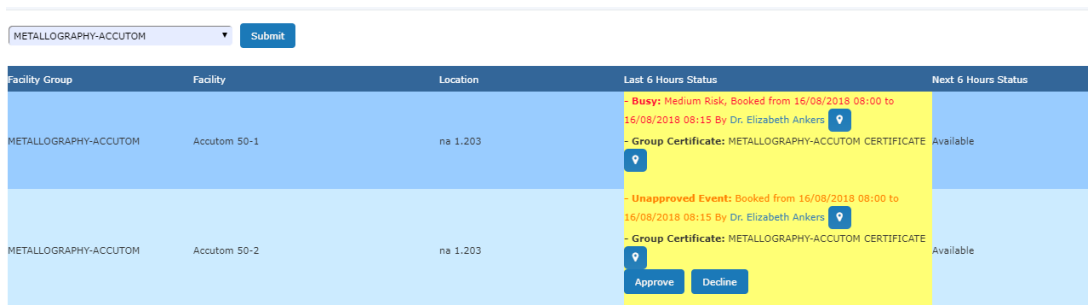 METALLOGRAPHY-ACCUTOM
Submit
Facility Group Facility Location Last 6 Hours Status Next 6 Hours Status
- Busy: Medium Risk, Booked from 16/08/2018 08:00 to
16/08/2018 08:15 By Dr. Elizabeth Ankers
METALLOGRAPHY-ACCUTOM Accutom 50-1 na 1.203 - Group Certificate: METALLOGRAPHY-ACCUTOM CERTIFICATE Available
- Unapproved Event: Booked from 16/08/2018 08:00 to
16/08/2018 08:15 By Dr. Elizabeth Ankers
- Group Certificate: METALLOGRAPHY-ACCUTOM CERTIFICATE
METALLOGRAPHY-ACCUTOM Accutom 50-2 na 1.203 Available
Approve Decline